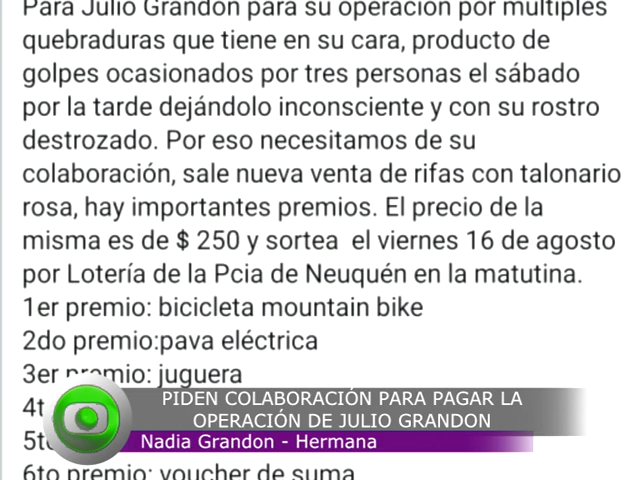 Para Julio Grandon para su operación por múltiples
quebraduras que tiene en su cara, producto de
golpes ocasionados por tres personas el sábado
por la tarde dejándolo inconsciente y con su rostro
destrozado. Por eso necesitamos de su
colaboración, sale nueva venta de rifas con talonario
rosa, hay importantes premios. El precio de la
misma es de $ 250 y sortea el viernes 16 de agosto
por Lotería de la Pcia de Neuquén en la matutina.
1er premio: bicicleta mountain bike
2do premio:pava eléctrica
3er premio: juguera
PIDEN COLABORACIÓN PARA PAGAR LA
OPERACIÓN DE JULIO GRANDON
Nadia Grandon - Hermana
6to premio: voucher de suma